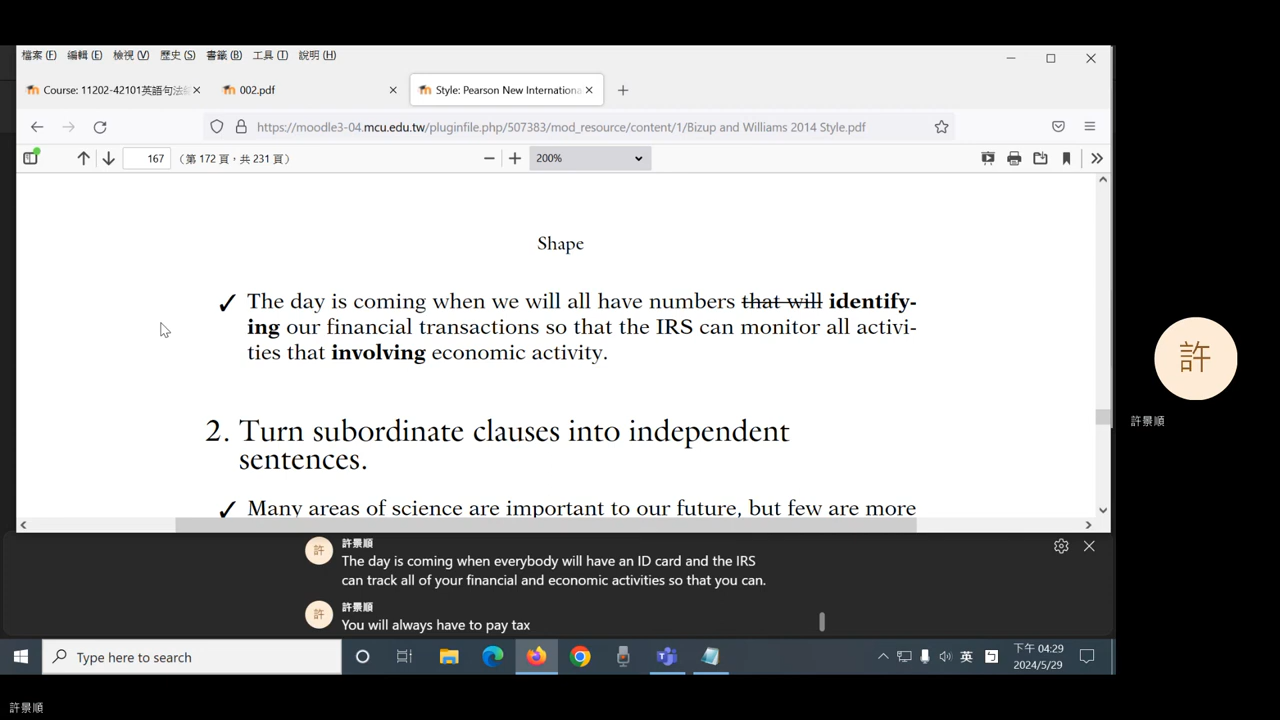 檔案 (F) 編輯 (E) 檢視 (V) 歷史 (S) 書籤 (B) 工具 (T) 說明 (H)
Course: 11202-42101英語句法
002.pdf
Style: Pearson New Internationa
https://moodle3-04.mcu.edu.tw/pluginfile.php/507383/mod_resource/content/1/Bizup and Williams 2014 Style.pdf
167 (第 172 頁，共 231 頁)
200%
Shape
✓ The day is coming when we will all have numbers that will identify-
ing our financial transactions so that the IRS can monitor all activi-
ties that involving economic activity.
許
許景順
2. Turn subordinate clauses into independent
sentences.
✓ Many areas of science are important to our future, but few are more
許
許景順
The day is coming when everybody will have an ID card and the IRS
can track all of your financial and economic activities so that you can.
許
許景順
You will always have to pay tax
Type here to search
英
下午 04:29
2024/5/29
許景順